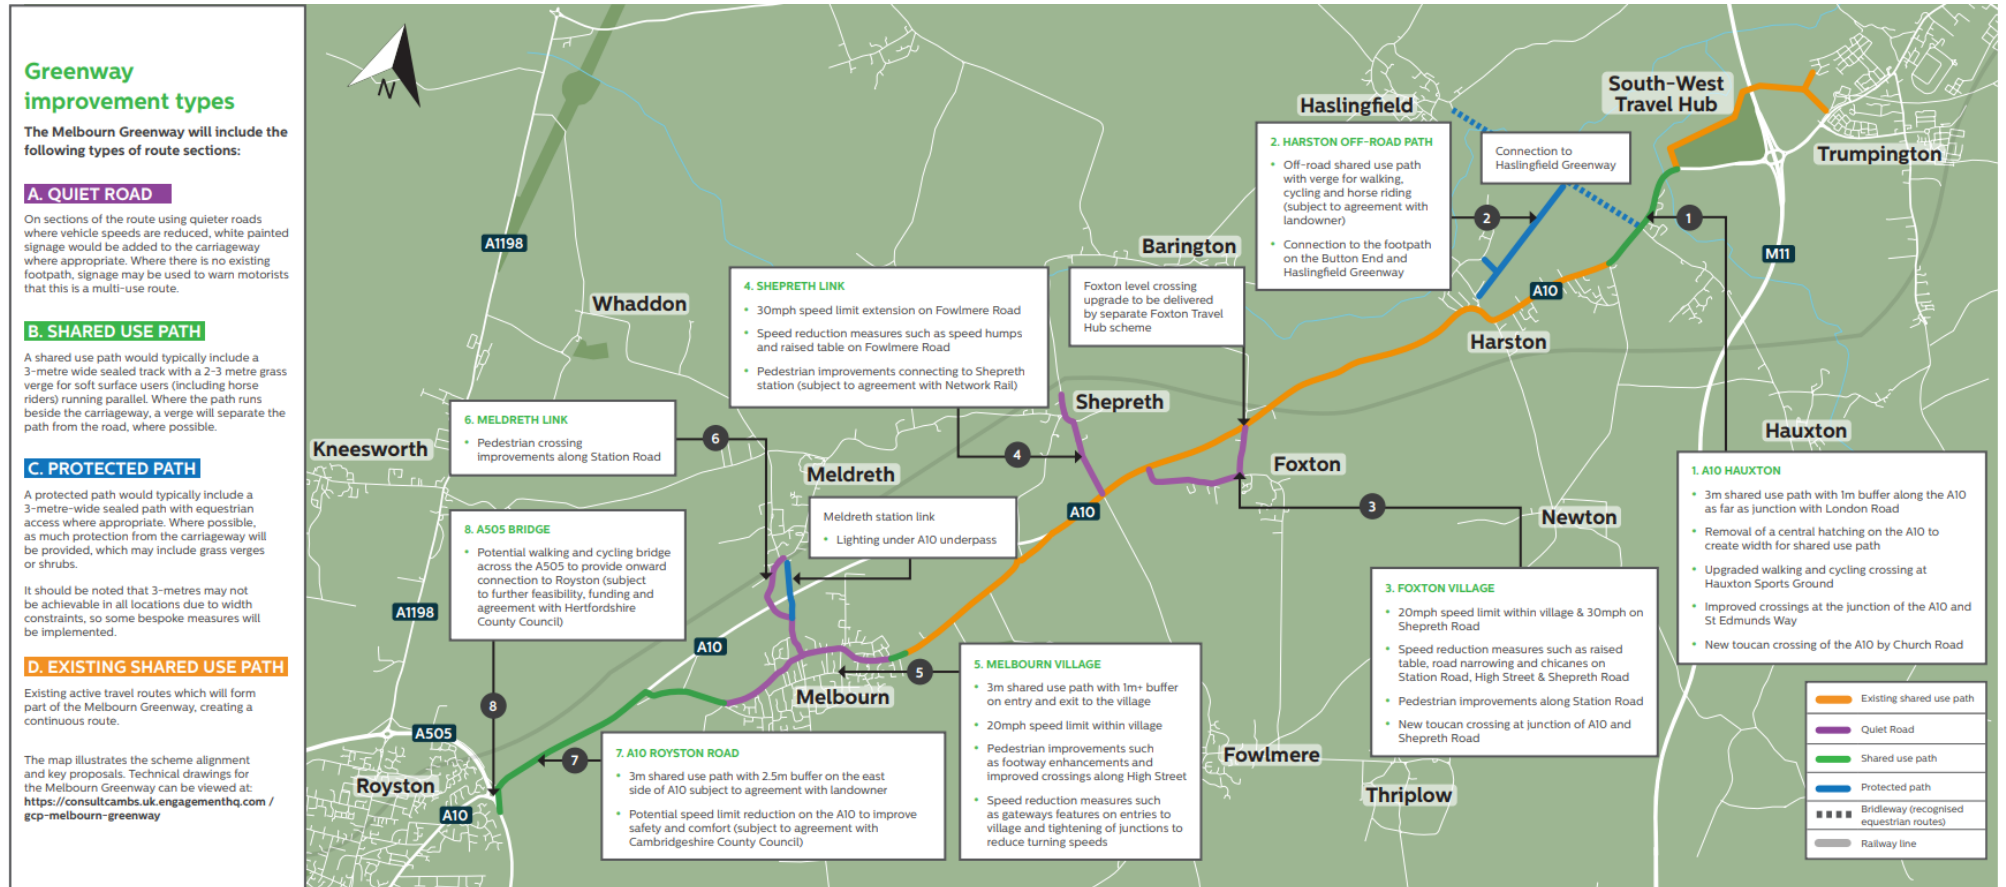 Greenway
improvement types
The Melbourn Greenway will include the
following types of route sections:
A. QUIET ROAD
On sections of the route using quieter roads
where vehicle speeds are reduced, white painted
signage would be added to the carriageway
where appropriate. Where there is no existing
footpath, signage may be used to warn motorists
that this is a multi-use route.
B. SHARED USE PATH
A shared use path would typically include a
3-metre wide sealed track with a 2-3 metre grass
verge for soft surface users (including horse
riders) running parallel. Where the path runs
beside the carriageway, a verge will separate the
path from the road, where possible.
C. PROTECTED PATH
A protected path would typically include a
3-metre-wide sealed path with equestrian
access where appropriate. Where possible,
as much protection from the carriageway will
be provided, which may include grass verges
or shrubs.
It should be noted that 3-metres may not
be achievable in all locations due to width
constraints, so some bespoke measures will
be implemented.
D. EXISTING SHARED USE PATH
Existing active travel routes which will form
part of the Melbourn Greenway, creating a
continuous route.
The map illustrates the scheme alignment
and key proposals. Technical drawings for
the Melbourn Greenway can be viewed at:
https://consultcambs.uk.engagementhq.com /
gcp-melbourn-greenway
N
A1198
Whaddon
Kneesworth
A1198
A505
Royston
A10
Meldreth
A10
Melbourn
Shepreth
A10
Barington
Foxton
Newton
Fowlmere
Thriplow
Haslingfield
Harston
A10
South-West
Travel Hub
Trumpington
M11
Hauxton
2. HARSTON OFF-ROAD PATH
• Off-road shared use path
with verge for walking,
cycling and horse riding
(subject to agreement with
landowner)
• Connection to the footpath
on the Button End and
Haslingfield Greenway
2
Connection to
Haslingfield Greenway
1
4. SHEPRETH LINK
• 30mph speed limit extension on Fowlmere Road
• Speed reduction measures such as speed humps
and raised table on Fowlmere Road
• Pedestrian improvements connecting to Shepreth
station (subject to agreement with Network Rail)
4
Foxton level crossing
upgrade to be delivered
by separate Foxton Travel
Hub scheme
6. MELDRETH LINK
• Pedestrian crossing
improvements along Station Road
6
Meldreth station link
• Lighting under A10 underpass
8. A505 BRIDGE
• Potential walking and cycling bridge
across the A505 to provide onward
connection to Royston (subject
to further feasibility, funding and
agreement with Hertfordshire
County Council)
8
7
7. A10 ROYSTON ROAD
• 3m shared use path with 2.5m buffer on the east
side of A10 subject to agreement with landowner
• Potential speed limit reduction on the A10 to improve
safety and comfort (subject to agreement with
Cambridgeshire County Council)
5
5. MELBOURN VILLAGE
• 3m shared use path with 1m+ buffer
on entry and exit to the village
• 20mph speed limit within village
• Pedestrian improvements such
as footway enhancements and
improved crossings along High Street
• Speed reduction measures such
as gateways features on entries to
village and tightening of junctions to
reduce turning speeds
3
3. FOXTON VILLAGE
• 20mph speed limit within village & 30mph on
Shepreth Road
• Speed reduction measures such as raised
table, road narrowing and chicanes on
Station Road, High Street & Shepreth Road
• Pedestrian improvements along Station Road
• New toucan crossing at junction of A10 and
Shepreth Road
1. A10 HAUXTON
• 3m shared use path with 1m buffer along the A10
as far as junction with London Road
• Removal of a central hatching on the A10 to
create width for shared use path
• Upgraded walking and cycling crossing at
Hauxton Sports Ground
• Improved crossings at the junction of the A10 and
St Edmunds Way
• New toucan crossing of the A10 by Church Road
Existing shared use path
Quiet Road
Shared use path
Protected path
Bridleway (recognised
equestrian routes)
Railway line